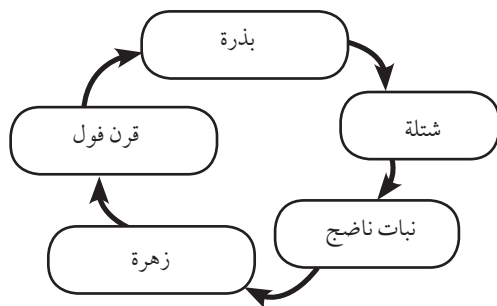 بذرة
شتلة
نبات ناضج
زهرة
قرن فول